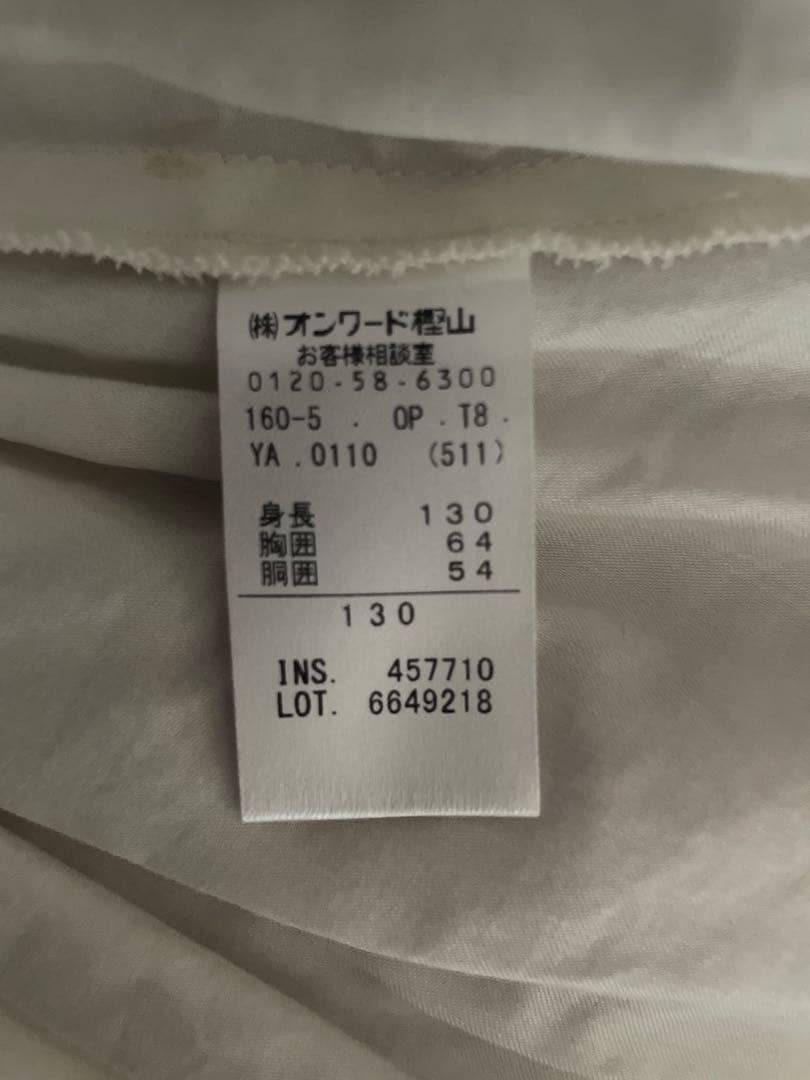 (株)オンワード樫山
お客様相談室
0120-58-6300
160-5 . OP . T8 .
YA .0110 (511)
身長 130
胸囲 64
胴囲 54
130
INS. 457710
LOT. 6649218